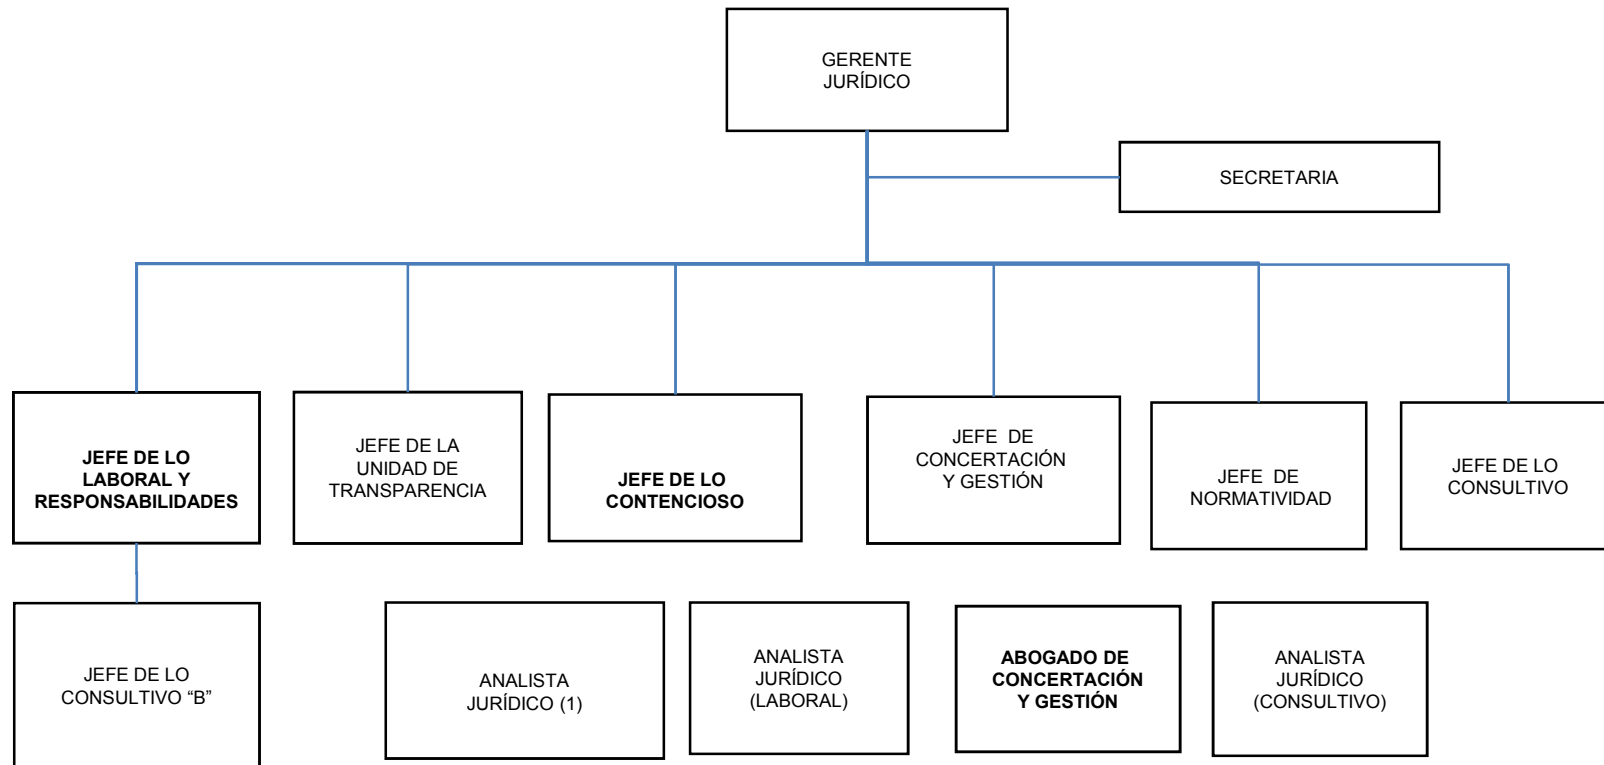 GERENTE
JURÍDICO
SECRETARIA
JEFE DE LO
LABORAL Y
RESPONSABILIDADES
JEFE DE LA
UNIDAD DE
TRANSPARENCIA
JEFE DE LO
CONTENCIOSO
JEFE DE
CONCERTACIÓN
Y GESTIÓN
JEFE DE
NORMATIVIDAD
JEFE DE LO
CONSULTIVO
JEFE DE LO
CONSULTIVO “B”
ANALISTA
JURÍDICO (1)
ANALISTA
JURÍDICO
(LABORAL)
ABOGADO DE
CONCERTACIÓN
Y GESTIÓN
ANALISTA
JURÍDICO
(CONSULTIVO)